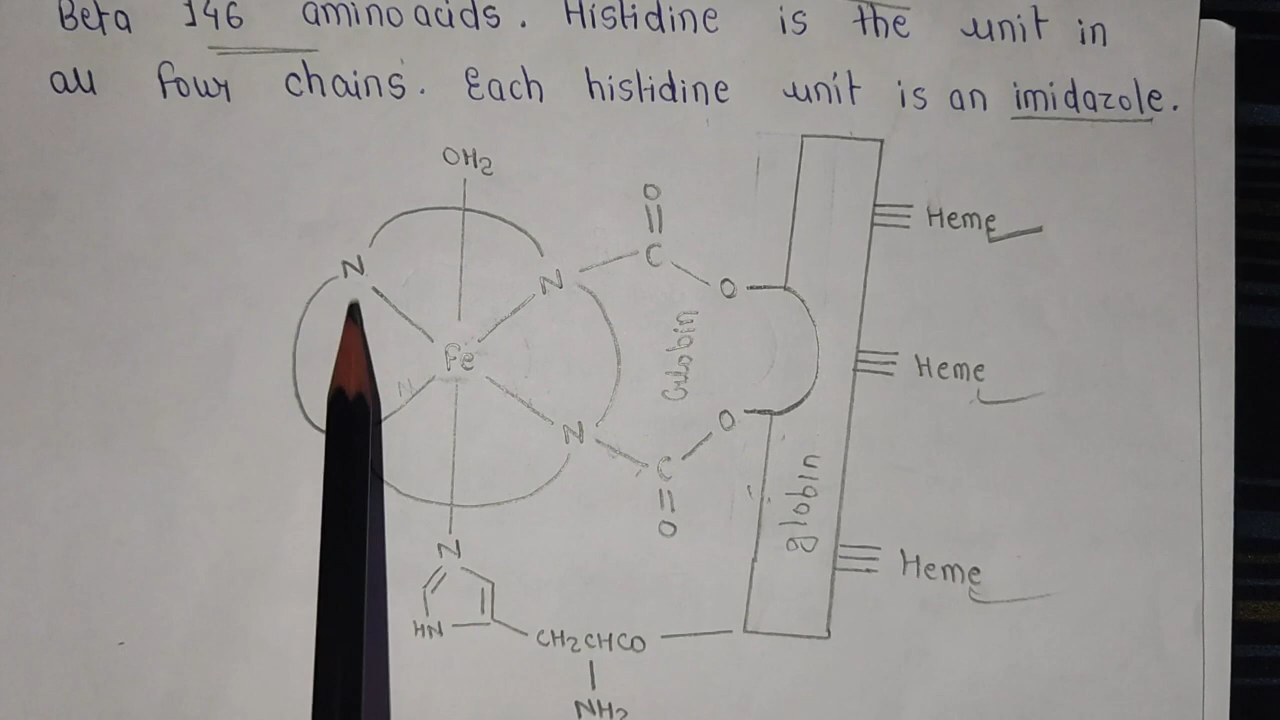 Beta 146 amino acids. Histidine is the unit in
all four chains. Each histidine unit is an imidazole.
OH2
O
C
Heme
N
N
O
Globin
Fe
Heme
N
O
N
C
globin
O
N
Heme
HN
CH2CHCO
NH2